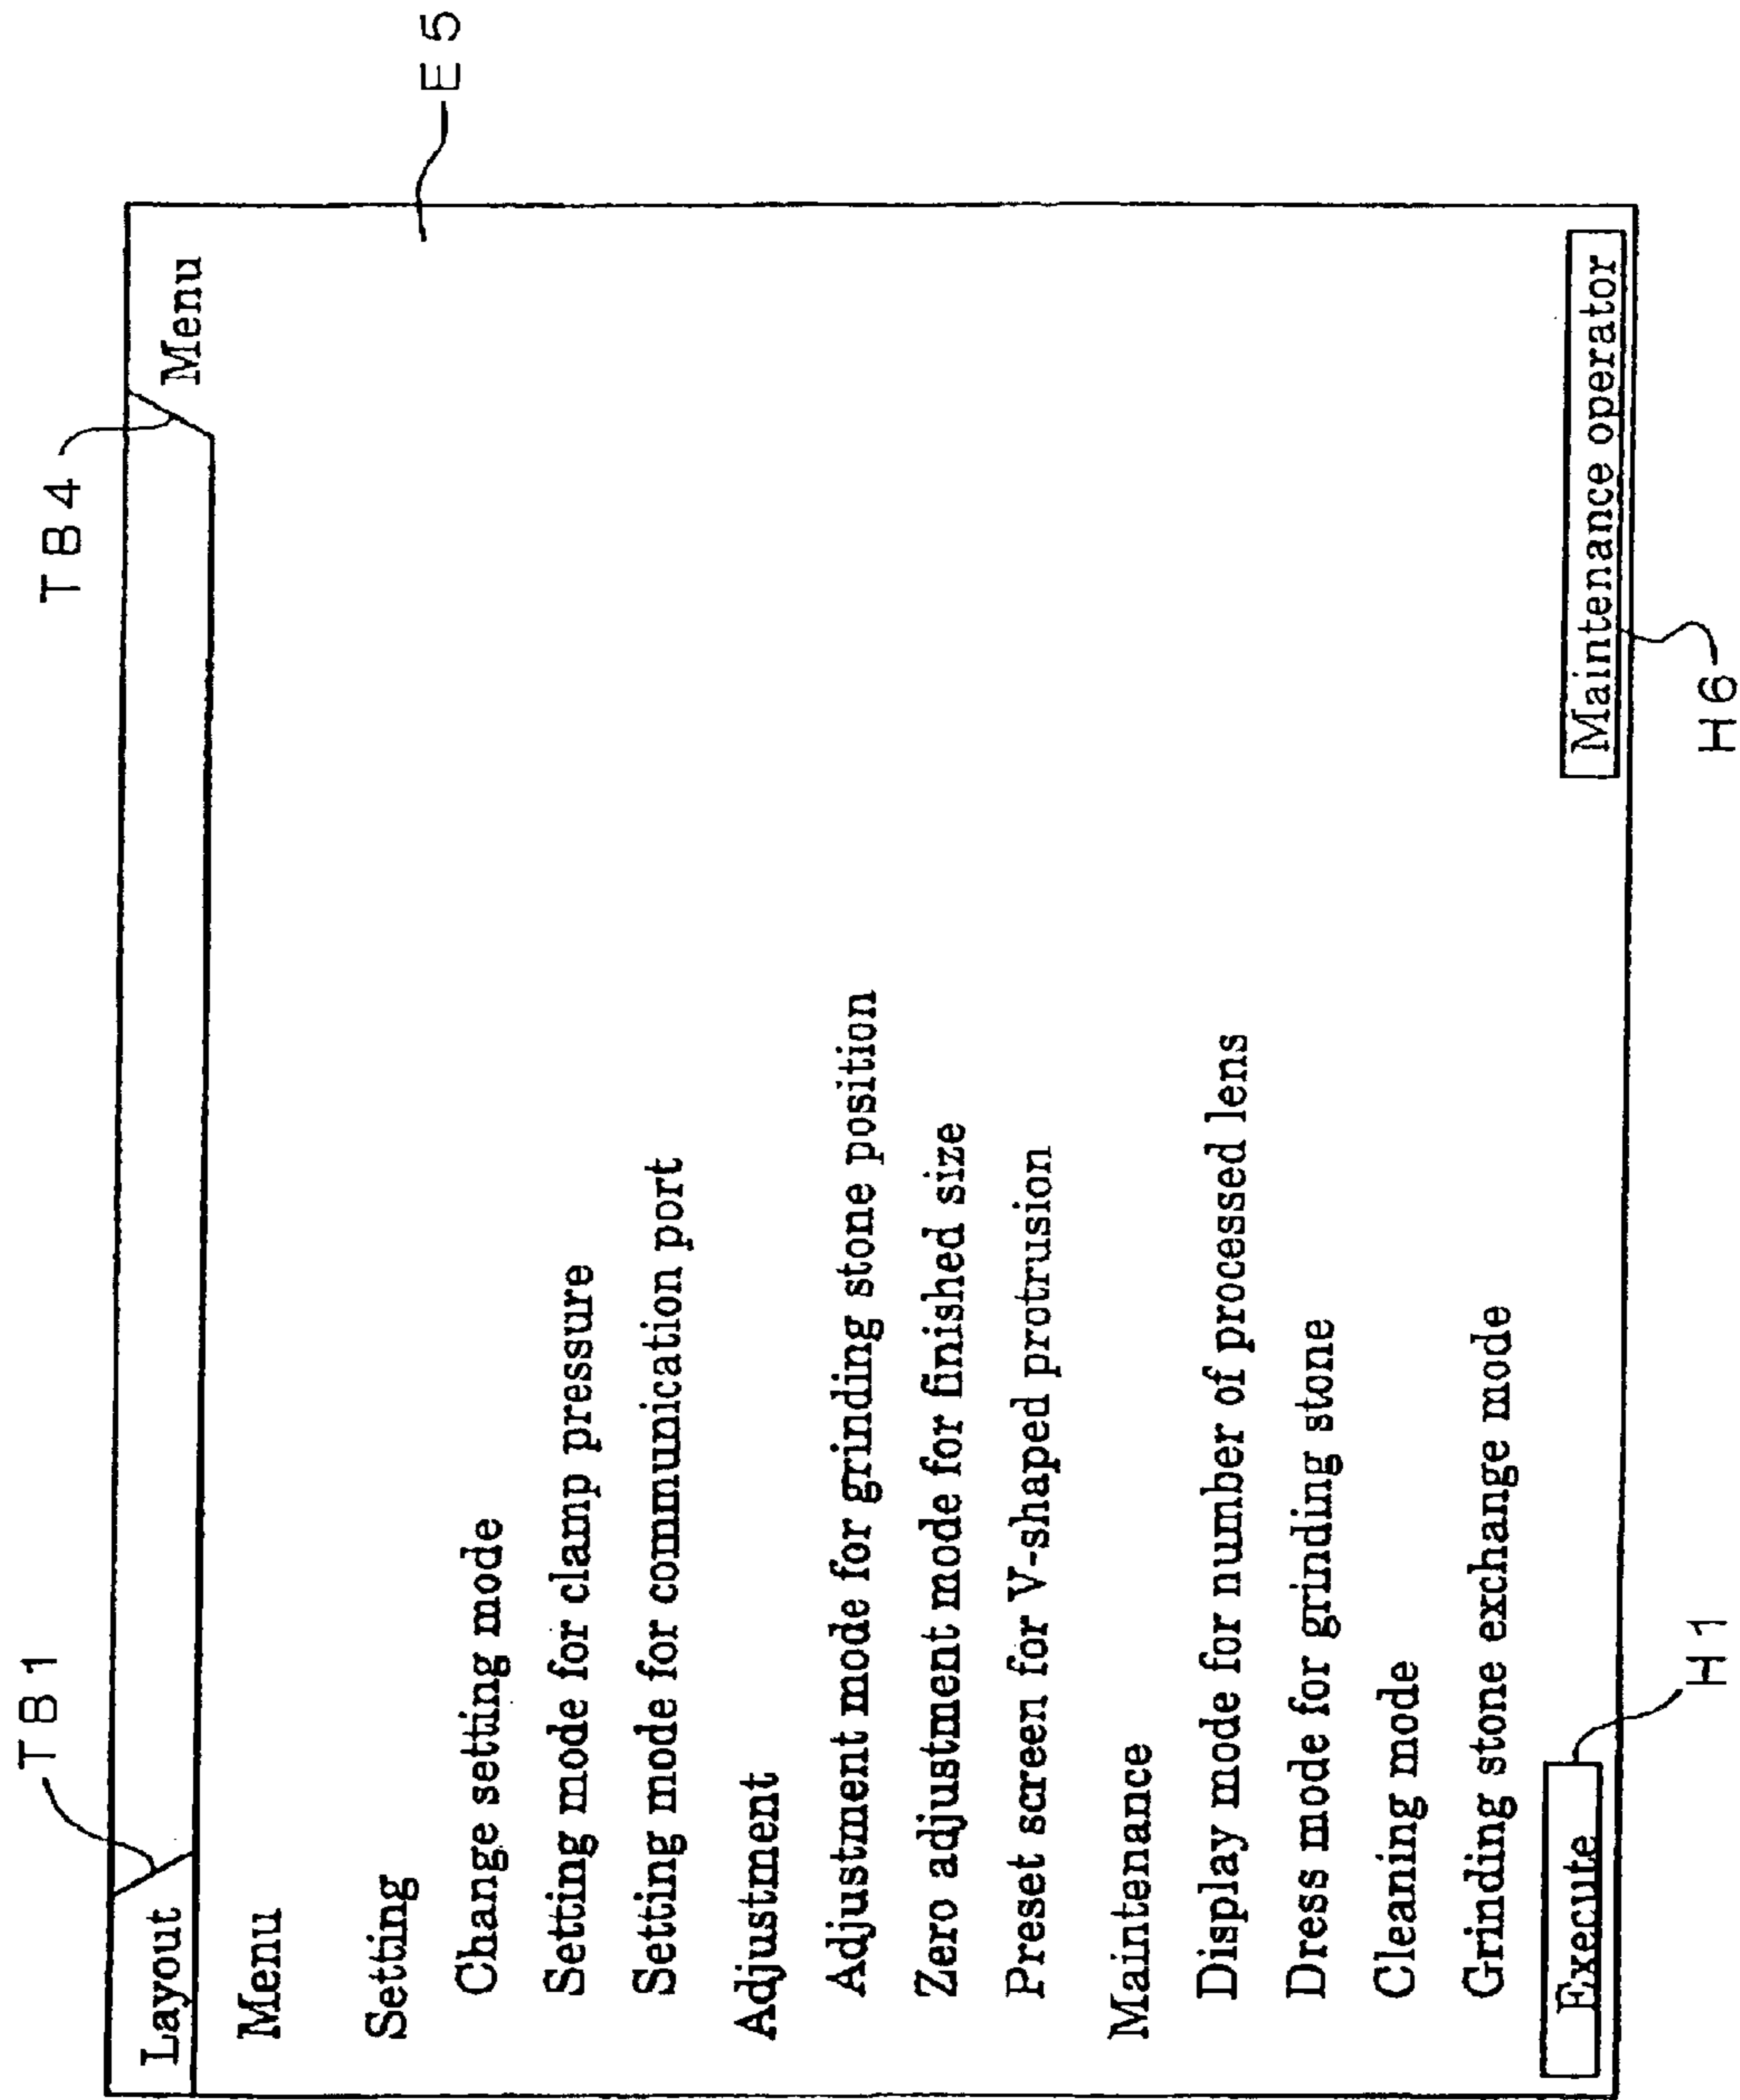 TB1
TB4
Layout
Menu
E5
Menu
Setting
Change setting mode
Setting mode for clamp pressure
Setting mode for communication port
Adjustment
Adjustment mode for grinding stone position
Zero adjustment mode for finished size
Preset screen for V-shaped protrusion
Maintenance
Display mode for number of processed lens
Dress mode for grinding stone
Cleaning mode
Grinding stone exchange mode
Execute
Maintenance operator
H1
H6